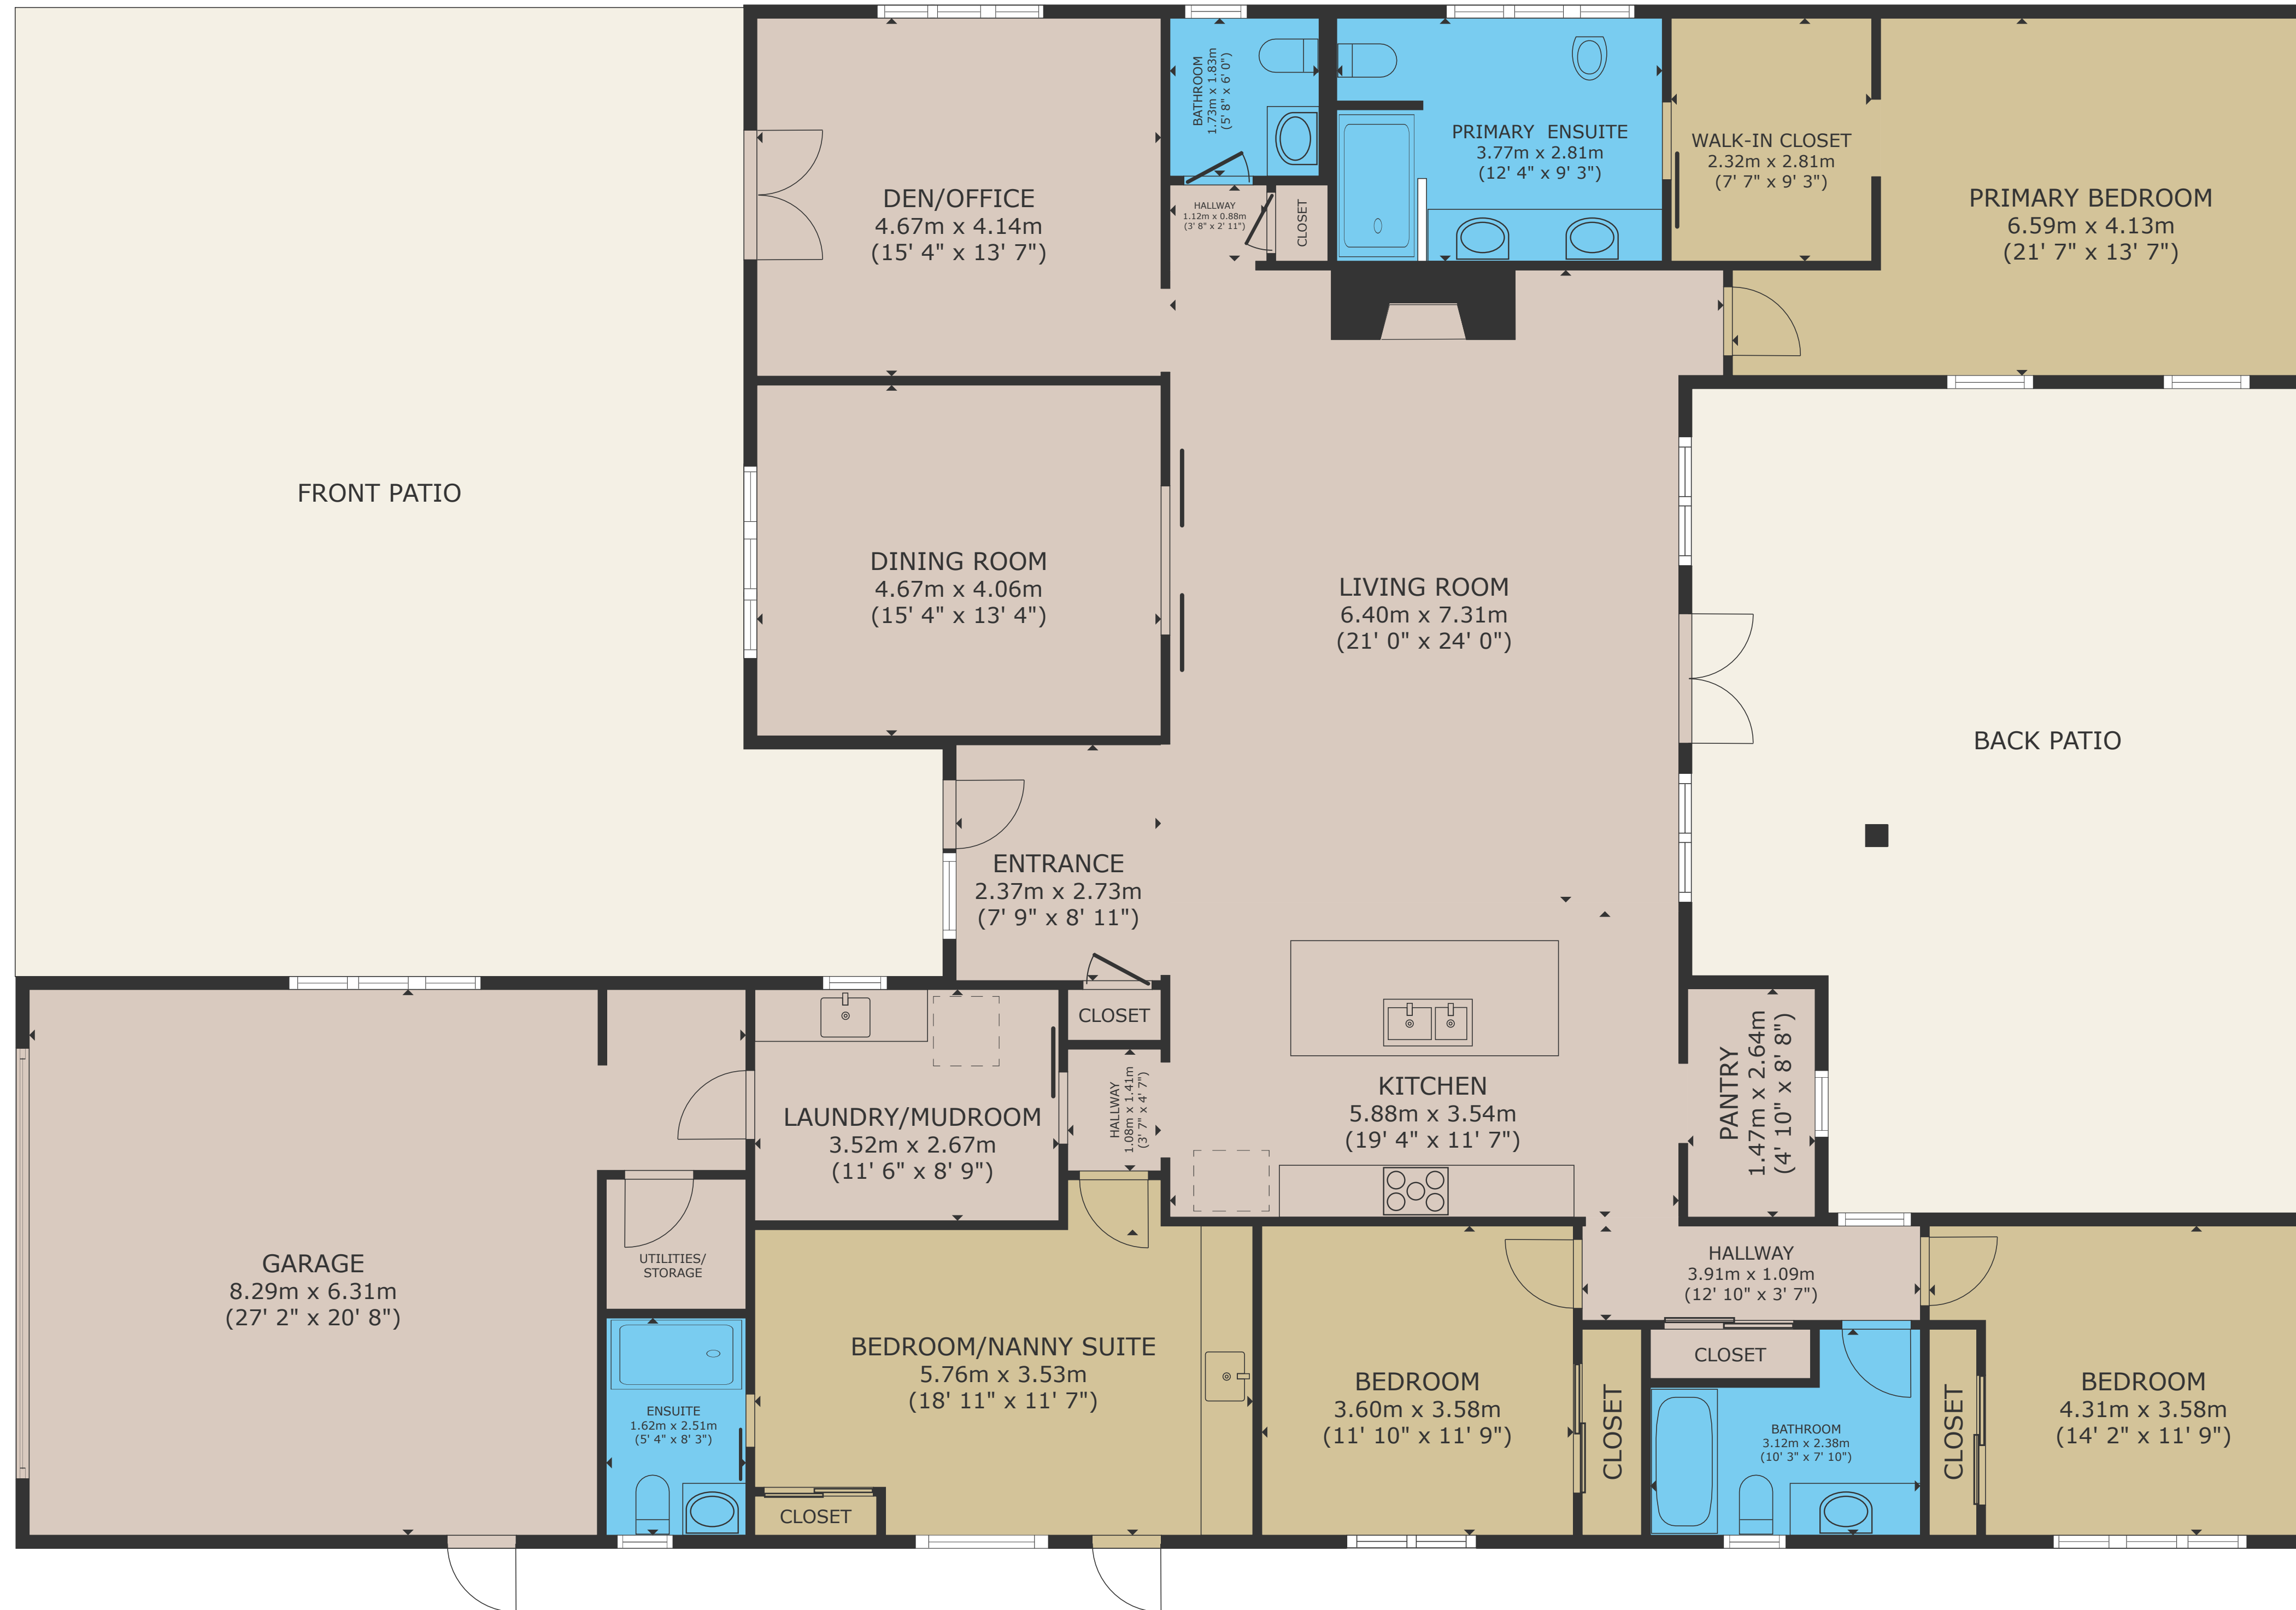 BATHROOM
1.73m x 1.83m
(5' 8" x 6' 0")
PRIMARY  ENSUITE
3.77m x 2.81m
(12' 4" x 9' 3")
WALK-IN CLOSET
2.32m x 2.81m
(7' 7" x 9' 3")
DEN/OFFICE
4.67m x 4.14m
(15' 4" x 13' 7")
HALLWAY
1.12m x 0.88m
(3' 8" x 2' 11")
CLOSET
PRIMARY BEDROOM
6.59m x 4.13m
(21' 7" x 13' 7")
FRONT PATIO
DINING ROOM
4.67m x 4.06m
(15' 4" x 13' 4")
LIVING ROOM
6.40m x 7.31m
(21' 0" x 24' 0")
BACK PATIO
ENTRANCE
2.37m x 2.73m
(7' 9" x 8' 11")
CLOSET
LAUNDRY/MUDROOM
3.52m x 2.67m
(11' 6" x 8' 9")
HALLWAY
1.08m x 1.41m
(3' 7" x 4' 7")
KITCHEN
5.88m x 3.54m
(19' 4" x 11' 7")
PANTRY
1.47m x 2.64m
(4' 10" x 8' 8")
GARAGE
8.29m x 6.31m
(27' 2" x 20' 8")
UTILITIES/
STORAGE
HALLWAY
3.91m x 1.09m
(12' 10" x 3' 7")
BEDROOM/NANNY SUITE
5.76m x 3.53m
(18' 11" x 11' 7")
CLOSET
ENSUITE
1.62m x 2.51m
(5' 4" x 8' 3")
BEDROOM
3.60m x 3.58m
(11' 10" x 11' 9")
CLOSET
BATHROOM
3.12m x 2.38m
(10' 3" x 7' 10")
CLOSET
BEDROOM
4.31m x 3.58m
(14' 2" x 11' 9")
CLOSET